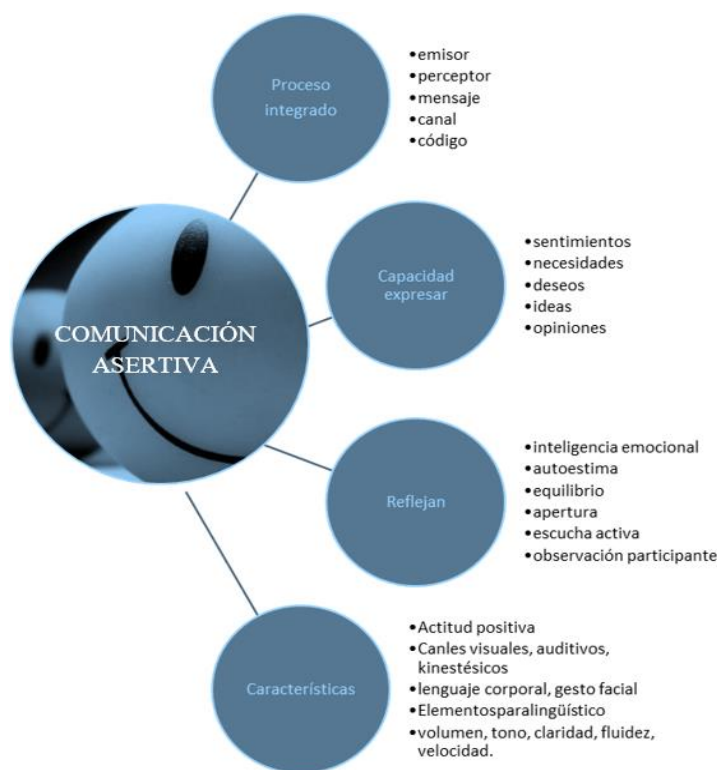 COMUNICACIÓN
ASERTIVA
Proceso
integrado
•emisor
•perceptor
•mensaje
•canal
•código
Capacidad
expresar
•sentimientos
•necesidades
•deseos
•ideas
•opiniones
Reflejan
•inteligencia emocional
•autoestima
•equilibrio
•apertura
•escucha activa
•observación participante
Características
•Actitud positiva
•Canles visuales, auditivos,
kinestésicos
•lenguaje corporal, gesto facial
•Elementosparalingüístico
•volumen, tono, claridad, fluidez,
velocidad.